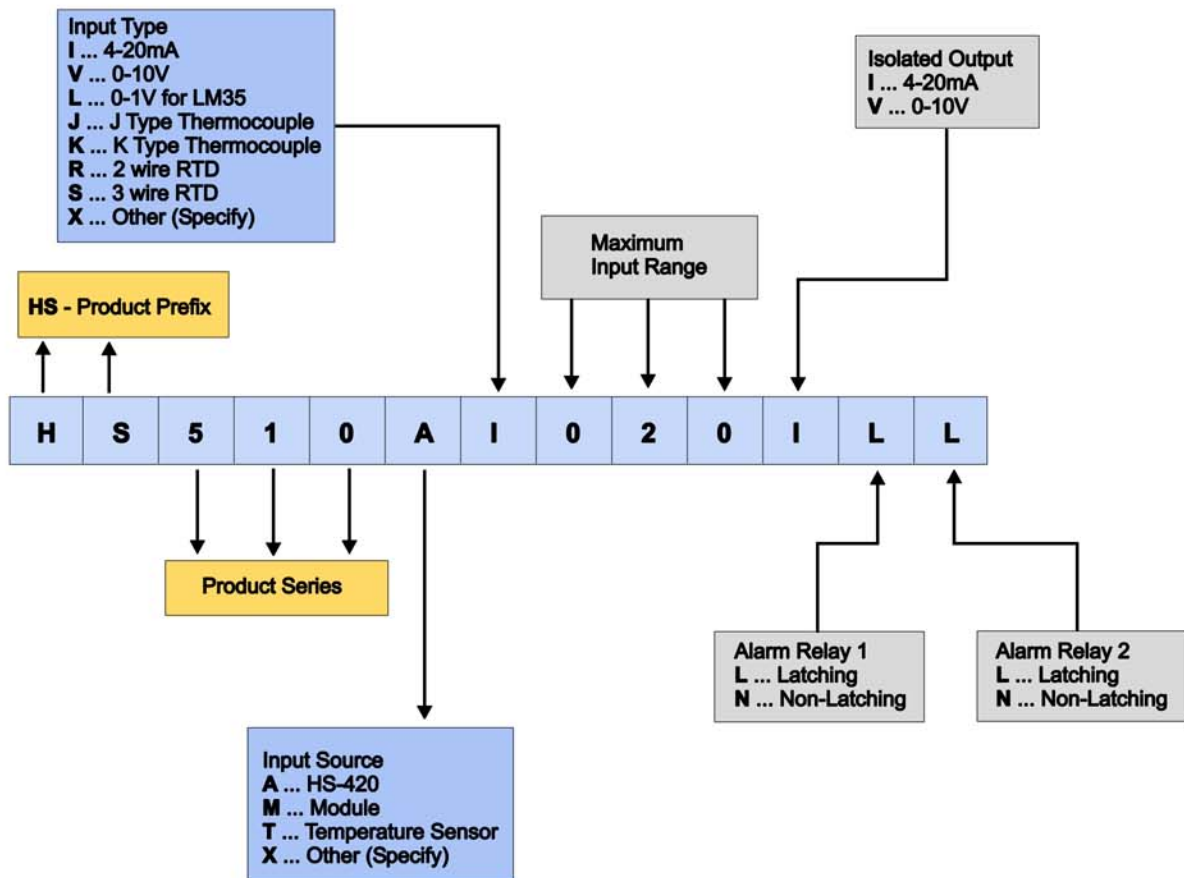 Input Type
I ... 4-20mA
V ... 0-10V
L ... 0-1V for LM35
J ... J Type Thermocouple
K ... K Type Thermocouple
R ... 2 wire RTD
S ... 3 wire RTD
X ... Other (Specify)
Isolated Output
I ... 4-20mA
V ... 0-10V
Maximum
Input Range
HS - Product Prefix
H S 5 1 0 A I 0 2 0 I L L
Product Series
Alarm Relay 1
L ... Latching
N ... Non-Latching
Alarm Relay 2
L ... Latching
N ... Non-Latching
Input Source
A ... HS-420
M ... Module
T ... Temperature Sensor
X ... Other (Specify)